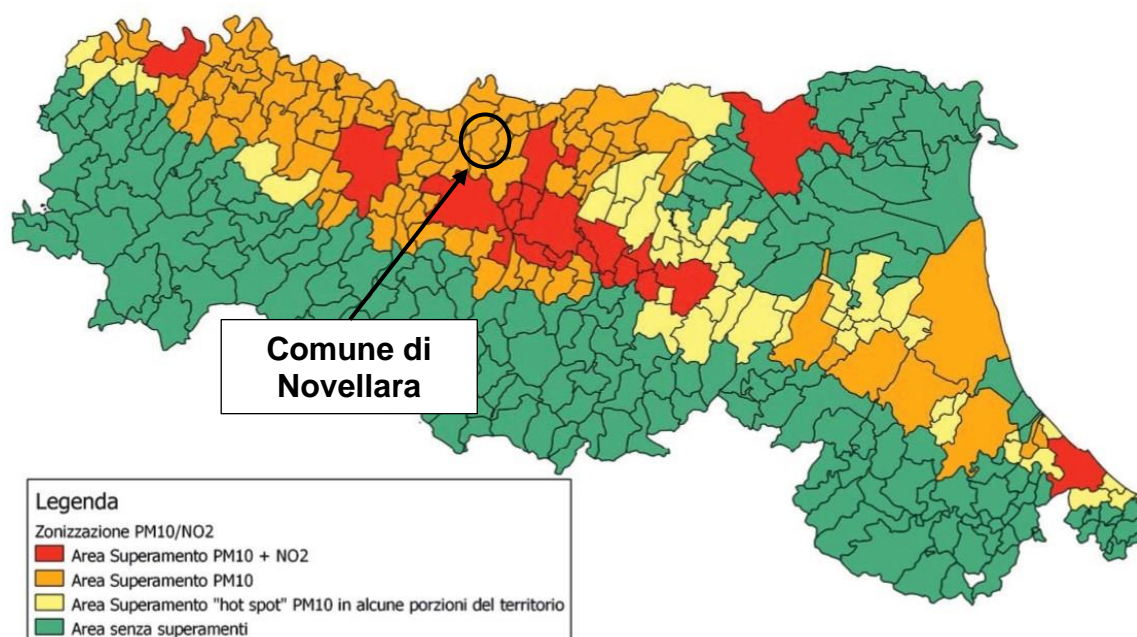 Comune di
Novellara
Legenda
Zonizzazione PM10/NO2
Area Superamento PM10 + NO2
Area Superamento PM10
Area Superamento "hot spot" PM10 in alcune porzioni del territorio
Area senza superamenti